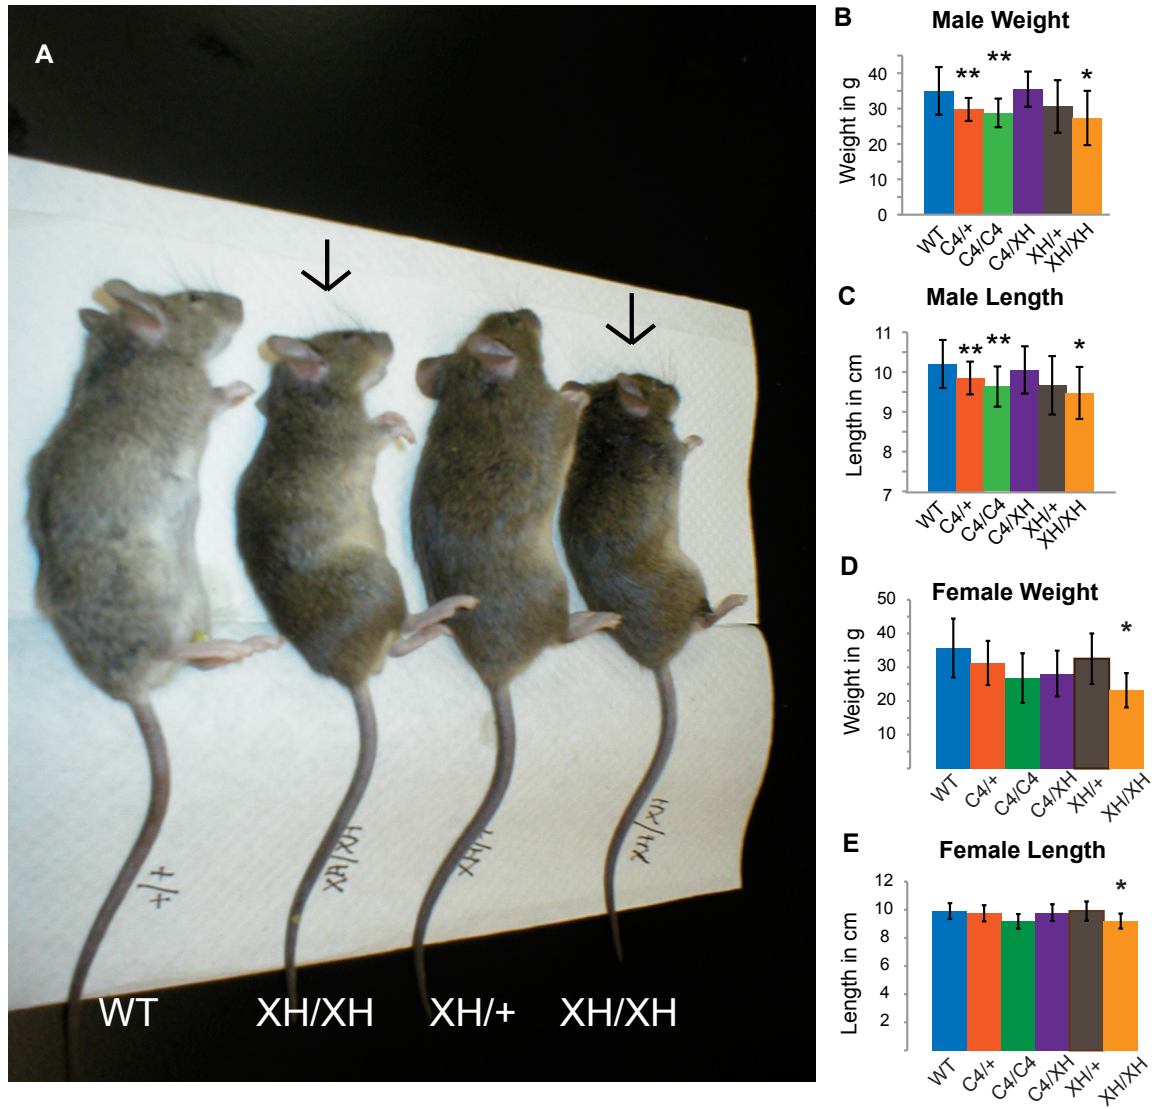 A
+/+
XH/XH
XH/+
XH/XH
WT
XH/XH
XH/+
XH/XH
B
Male Weight
Weight in g
40
30
20
10
0
** ** *
WT
C4/+
C4/C4
C4/XH
XH/+
XH/XH
C
Male Length
Length in cm
11
10
9
8
7
** ** *
WT
C4/+
C4/C4
C4/XH
XH/+
XH/XH
D
Female Weight
Weight in g
50
40
30
20
10
*
WT
C4/+
C4/C4
C4/XH
XH/+
XH/XH
E
Female Length
Length in cm
12
10
8
6
4
2
*
WT
C4/+
C4/C4
C4/XH
XH/+
XH/XH